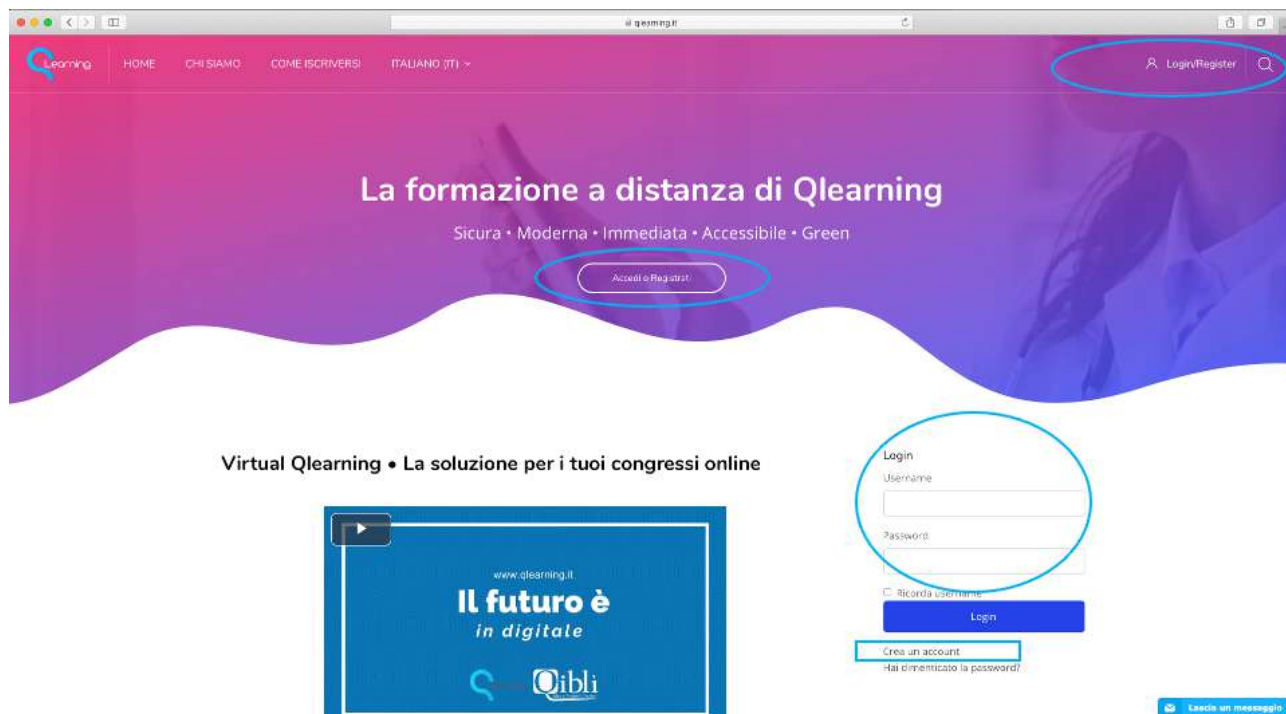 qlearning.it
QLearning
HOME
CHI SIAMO
COME ISCRIVERSI
ITALIANO (IT)
Login/Register
La formazione a distanza di Qlearning
Sicura • Moderna • Immediata • Accessibile • Green
Accedi o Registrati
Virtual Qlearning • La soluzione per i tuoi congressi online
www.qlearning.it
Il futuro è
in digitale
Qibli
Login
Username
Password
Ricorda username
Login
Crea un account
Hai dimenticato la password?
Lascia un messaggio